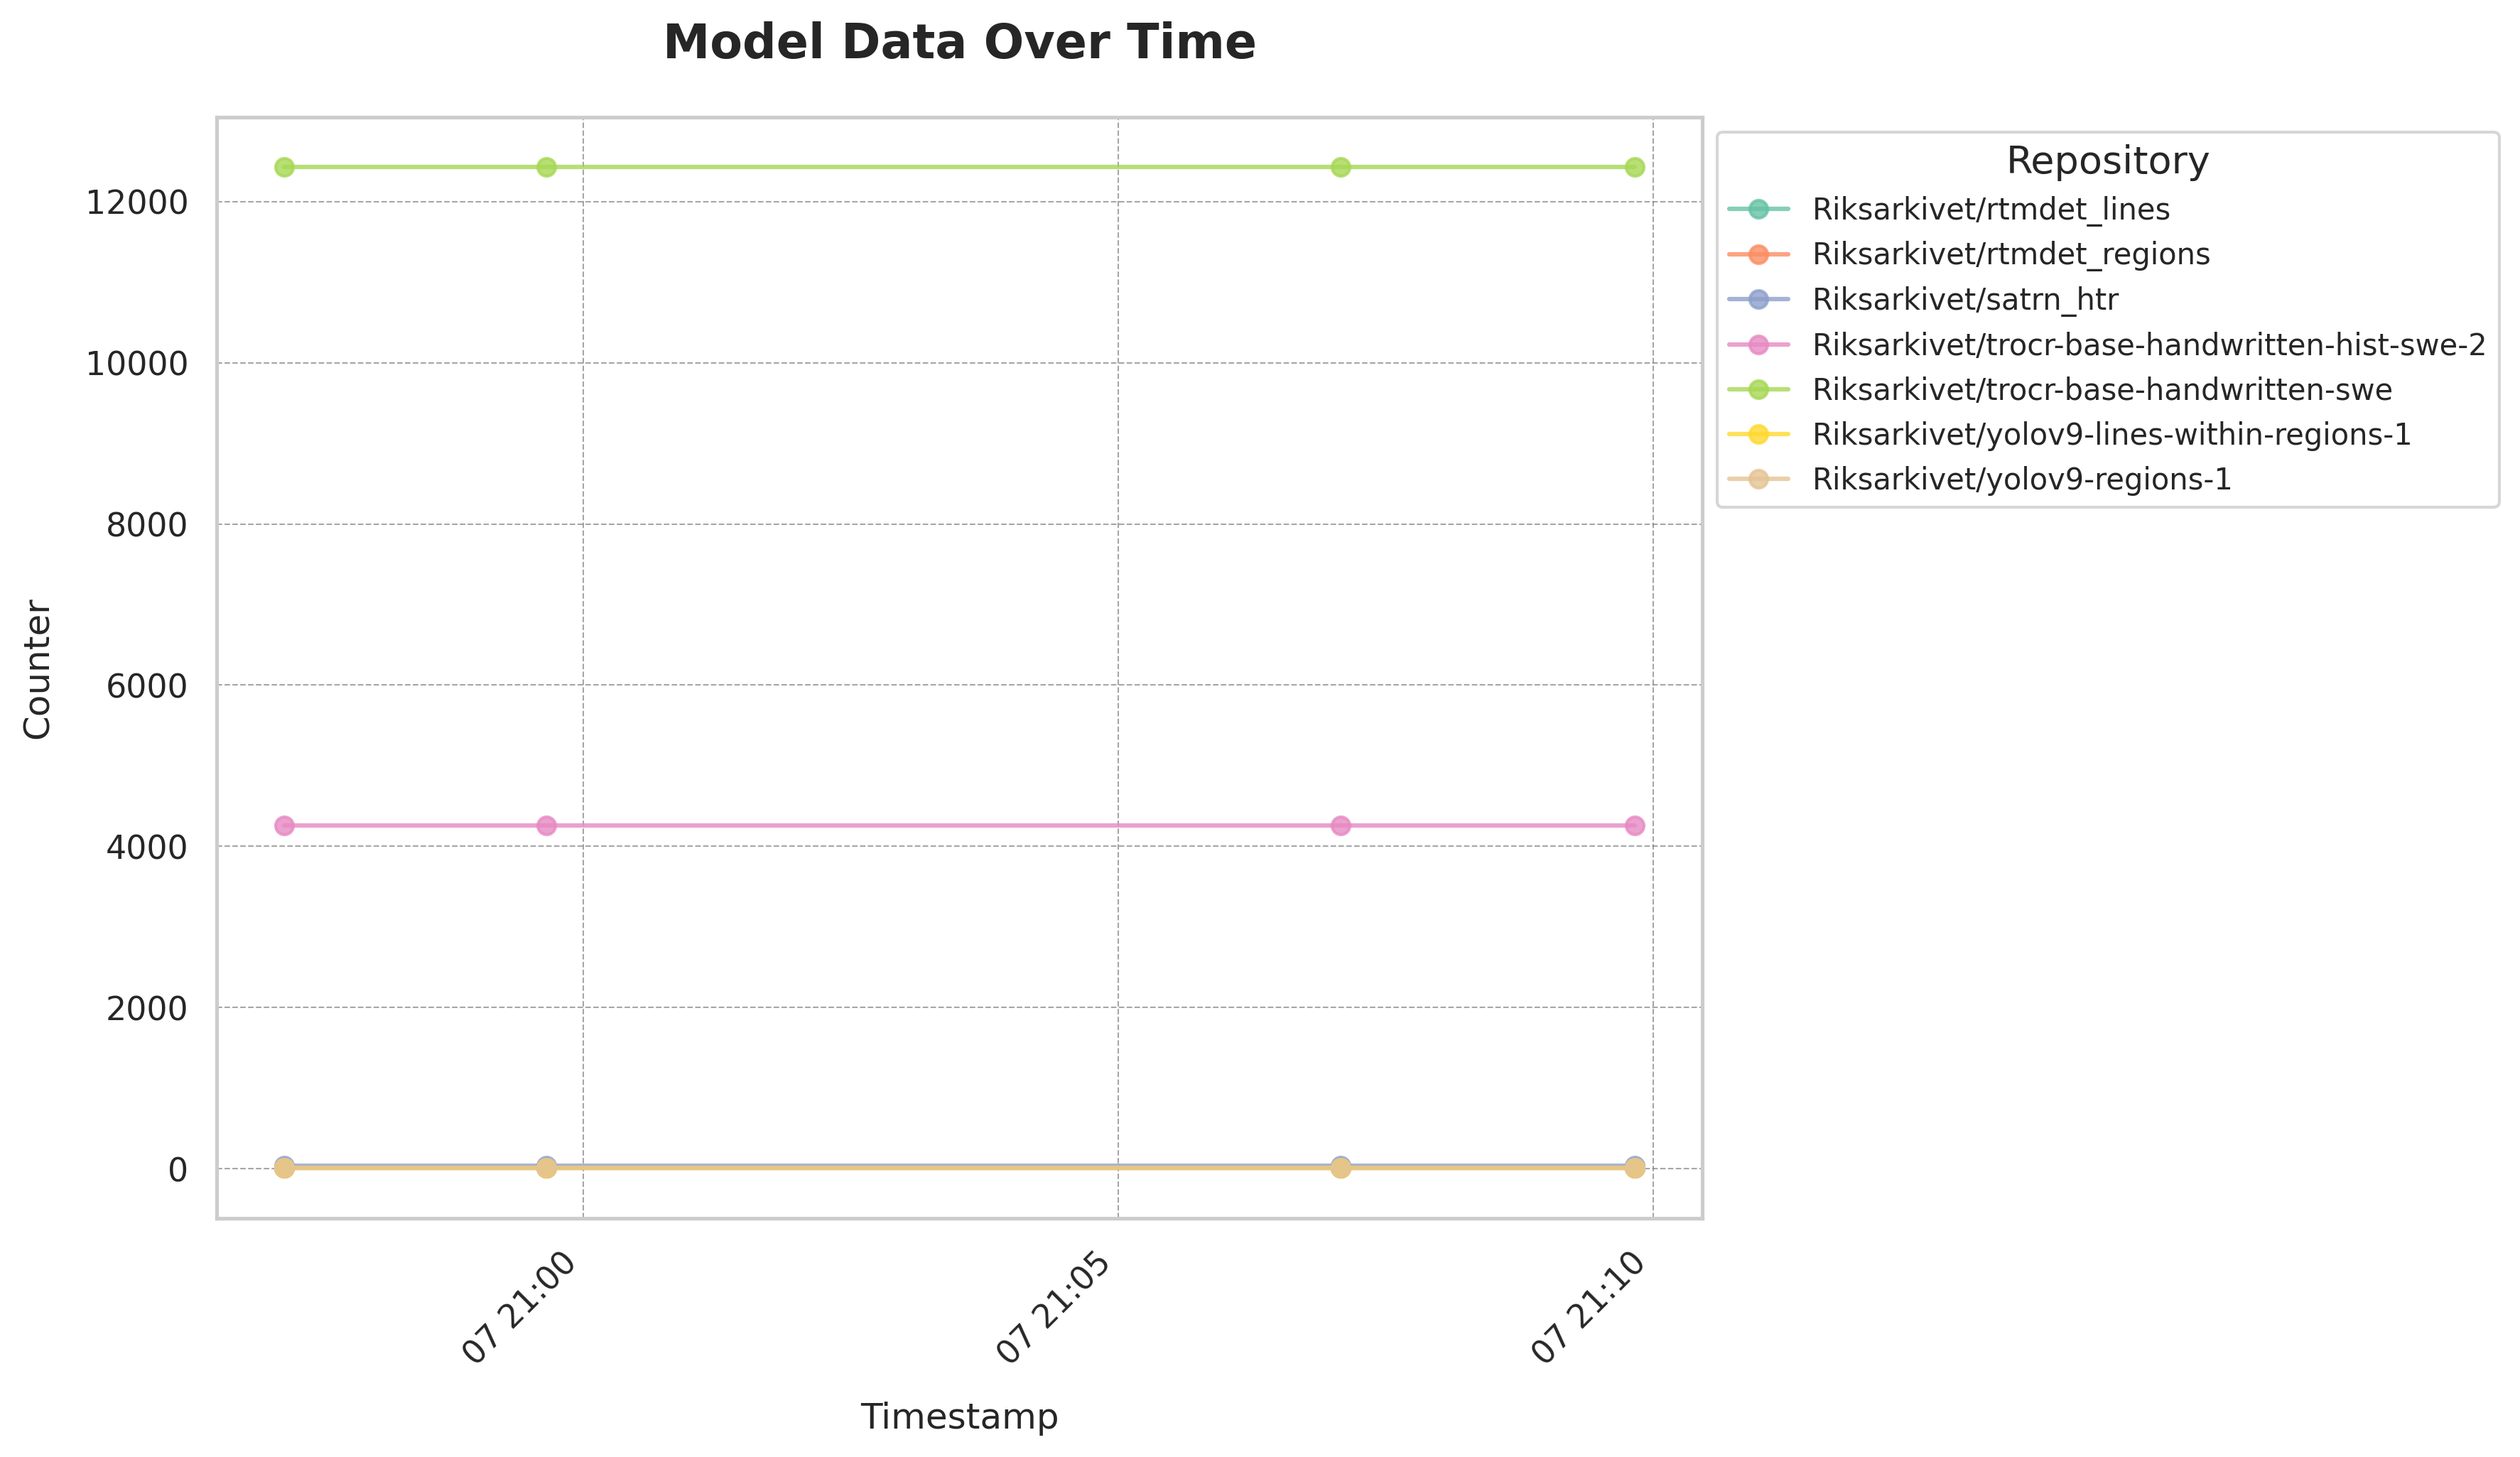 Model Data Over Time
Counter
12000
10000
8000
6000
4000
2000
0
07 21:00
07 21:05
07 21:10
Timestamp
Repository
Riksarkivet/rtmdet_lines
Riksarkivet/rtmdet_regions
Riksarkivet/satrn_htr
Riksarkivet/trocr-base-handwritten-hist-swe-2
Riksarkivet/trocr-base-handwritten-swe
Riksarkivet/yolov9-lines-within-regions-1
Riksarkivet/yolov9-regions-1